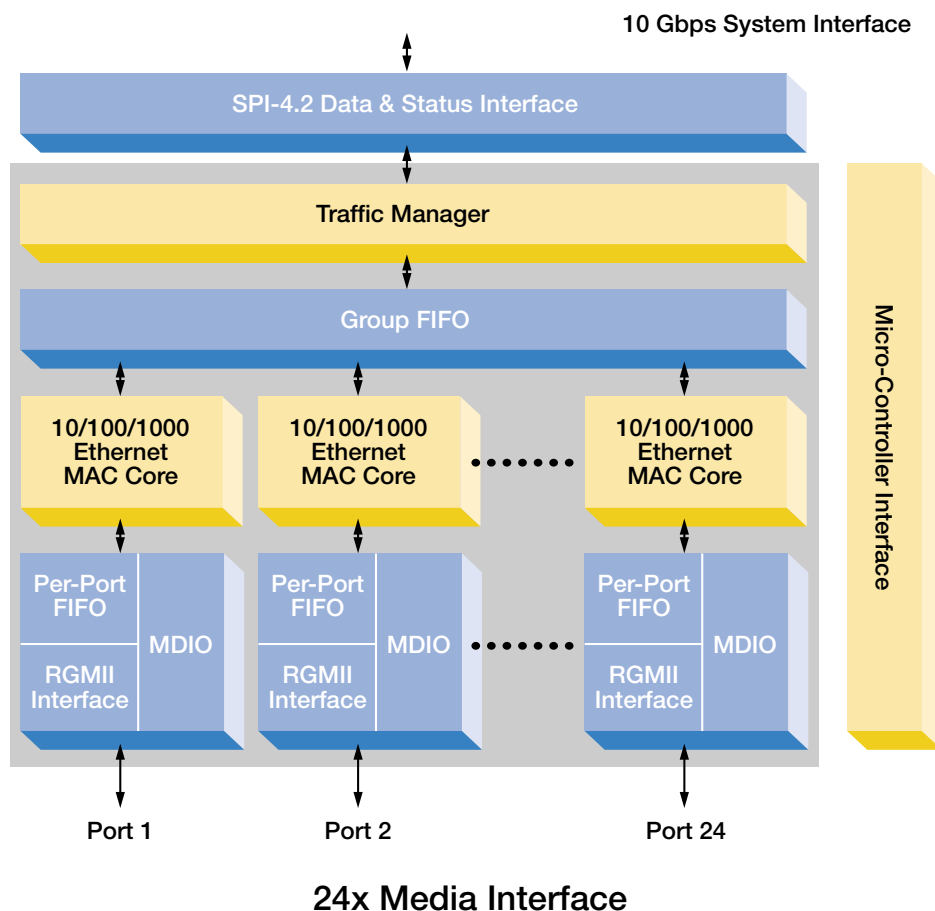 10 Gbps System Interface
SPI-4.2 Data & Status Interface
Traffic Manager
Group FIFO
Micro-Controller Interface
10/100/1000
Ethernet
MAC Core
10/100/1000
Ethernet
MAC Core
10/100/1000
Ethernet
MAC Core
Per-Port
FIFO
MDIO
RGMII
Interface
Per-Port
FIFO
MDIO
RGMII
Interface
Per-Port
FIFO
MDIO
RGMII
Interface
Port 1
Port 2
Port 24
24x Media Interface